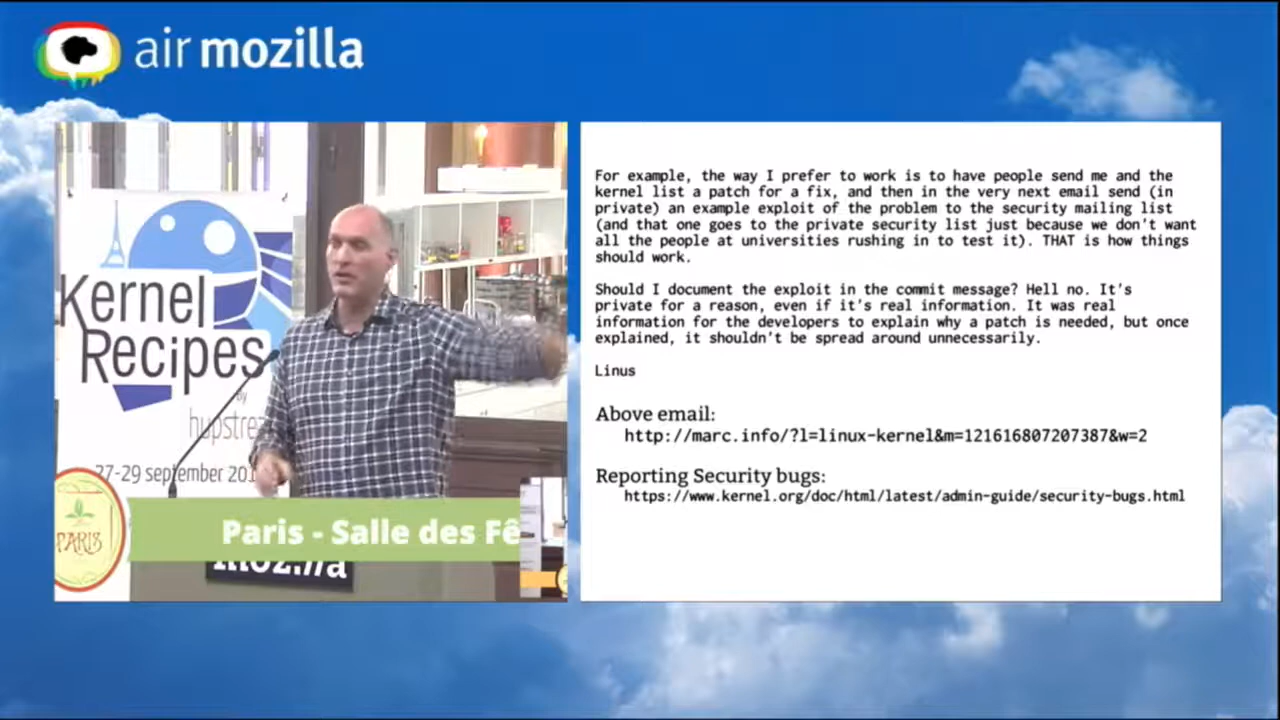 air mozilla
Kernel
Recipes
by
27-29 september
PARIS
Paris - Salle des
mozilla
For example, the way I prefer to work is to have people send me and the
kernel list a patch for a fix, and then in the very next email send (in
private) an example exploit of the problem to the security mailing list
(and that one goes to the private security list just because we don't want
all the people at universities rushing in to test it). THAT is how things
should work.
Should I document the exploit in the commit message? Hell no. It's
private for a reason, even if it's real information. It was real
information for the developers to explain why a patch is needed, but once
explained, it shouldn't be spread around unnecessarily.
Linus
Above email:
http://marc.info/?l=linux-kernel&m=121616807207387&w=2
Reporting Security bugs:
https://www.kernel.org/doc/html/latest/admin-guide/security-bugs.html